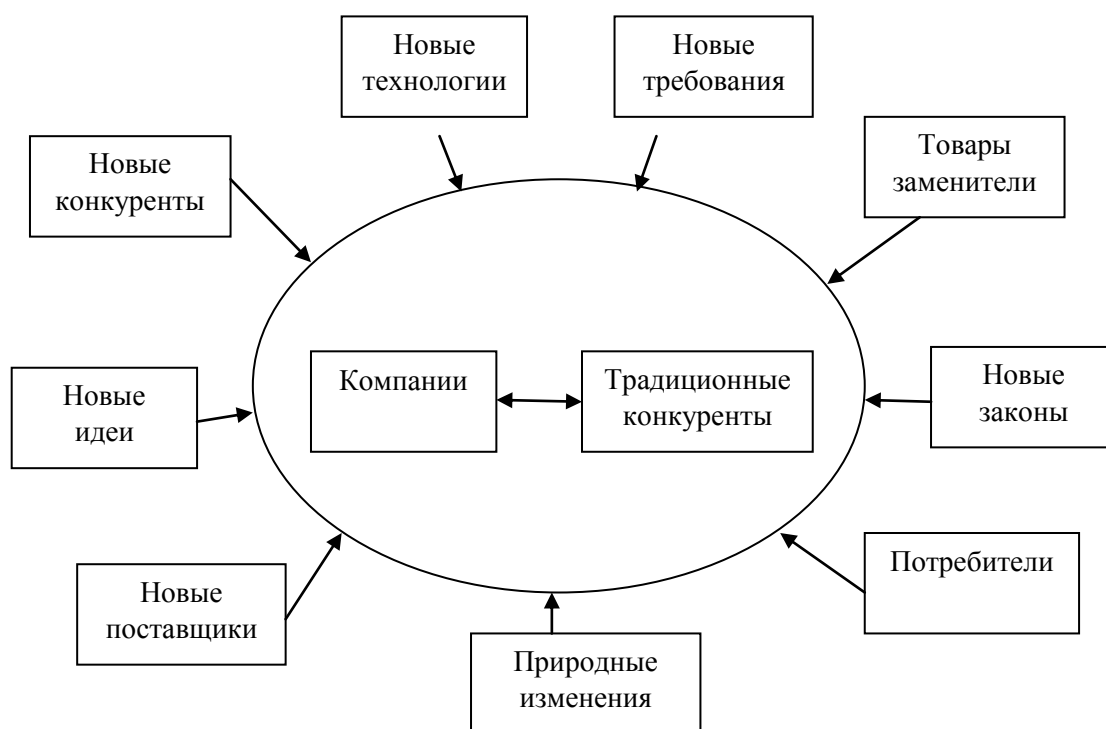 Новые
технологии
Новые
требования
Товары
заменители
Новые
конкуренты
Компании
Традиционные
конкуренты
Новые
законы
Новые
идеи
Потребители
Новые
поставщики
Природные
изменения